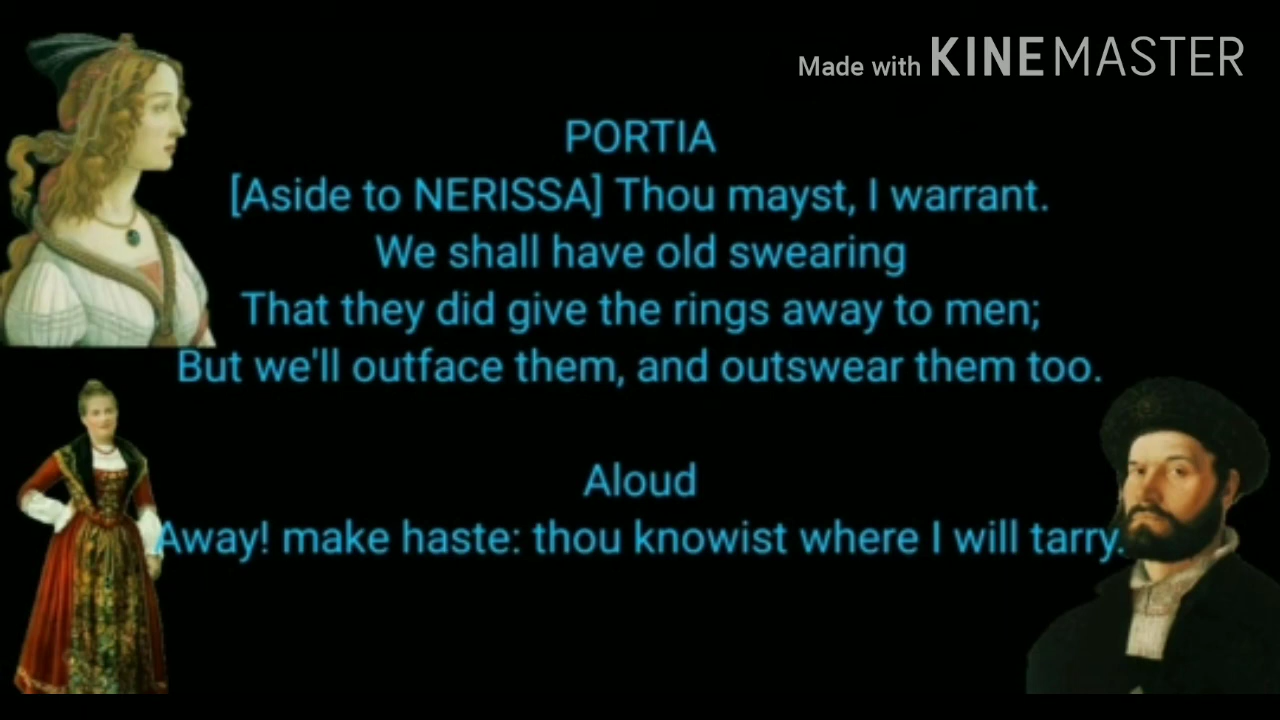 Made with KINEMASTER
PORTIA
[Aside to NERISSA] Thou mayst, I warrant.
We shall have old swearing
That they did give the rings away to men;
But we'll outface them, and outswear them too.
Aloud
Away! make haste: thou knowist where I will tarry.